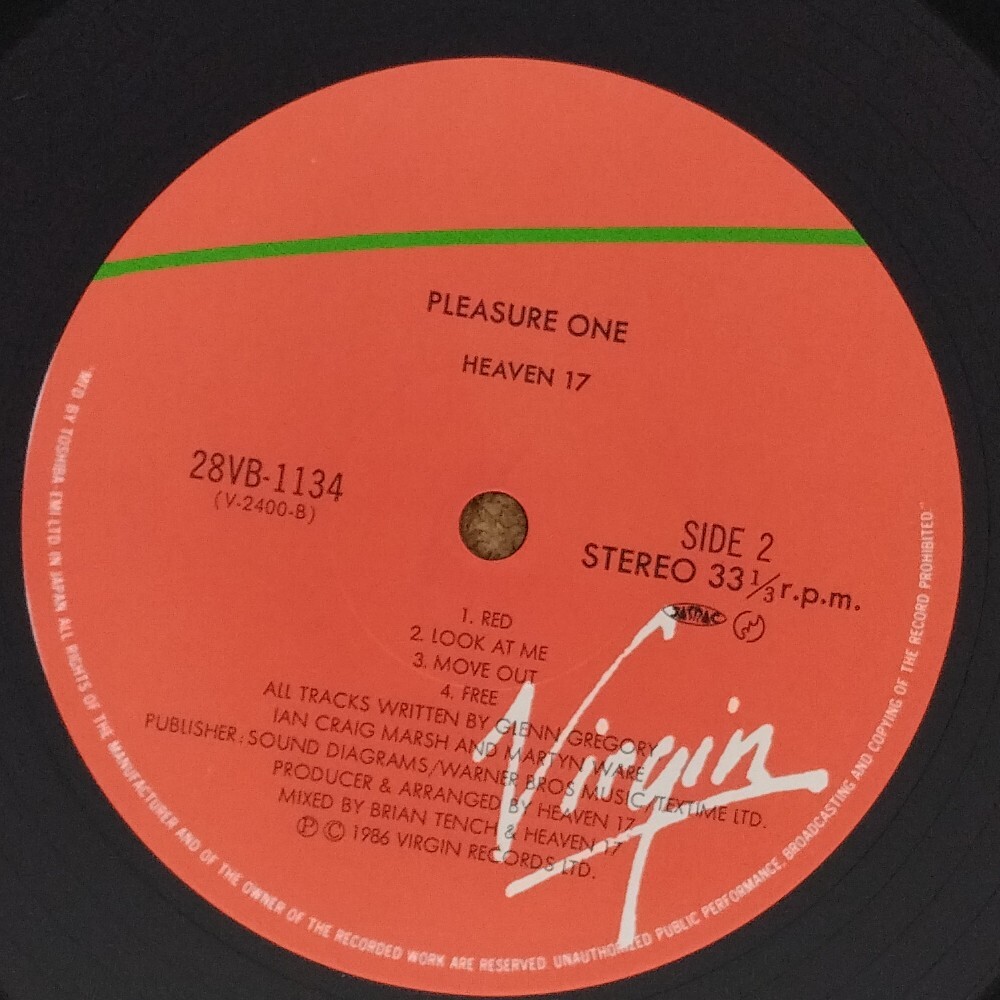 PLEASURE ONE
HEAVEN 17
28VB-1134
(V-2400-B)
SIDE 2
STEREO 33 1/3 r.p.m.
JASRAC
1. RED
2. LOOK AT ME
3. MOVE OUT
4. FREE
ALL TRACKS WRITTEN BY GLENN GREGORY
IAN CRAIG MARSH AND MARTYN WARE
PUBLISHER: SOUND DIAGRAMS/WARNER BROS MUSIC/TEXTIME LTD.
PRODUCER & ARRANGED BY HEAVEN 17
MIXED BY BRIAN TENCH & HEAVEN 17
Ⓟ © 1986 VIRGIN RECORDS LTD.
Virgin
"MFD BY TOSHIBA EMI LTD IN JAPAN ALL RIGHTS OF THE MANUFACTURER AND OF THE OWNER OF THE RECORDED WORK ARE RESERVED. UNAUTHORIZED PUBLIC PERFORMANCE, BROADCASTING AND COPYING OF THE RECORD PROHIBITED."